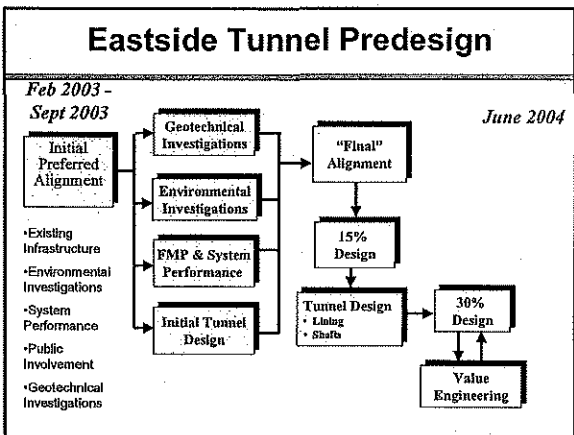 Eastside Tunnel Predesign
Feb 2003 -
Sept 2003
June 2004
Initial
Preferred
Alignment
•Existing
Infrastructure
•Environmental
Investigations
•System
Performance
•Public
Involvement
•Geotechnical
Investigations
Geotechnical
Investigations
Environmental
Investigations
FMP & System
Performance
Initial Tunnel
Design
"Final"
Alignment
15%
Design
Tunnel Design
• Lining
• Shafts
30%
Design
Value
Engineering